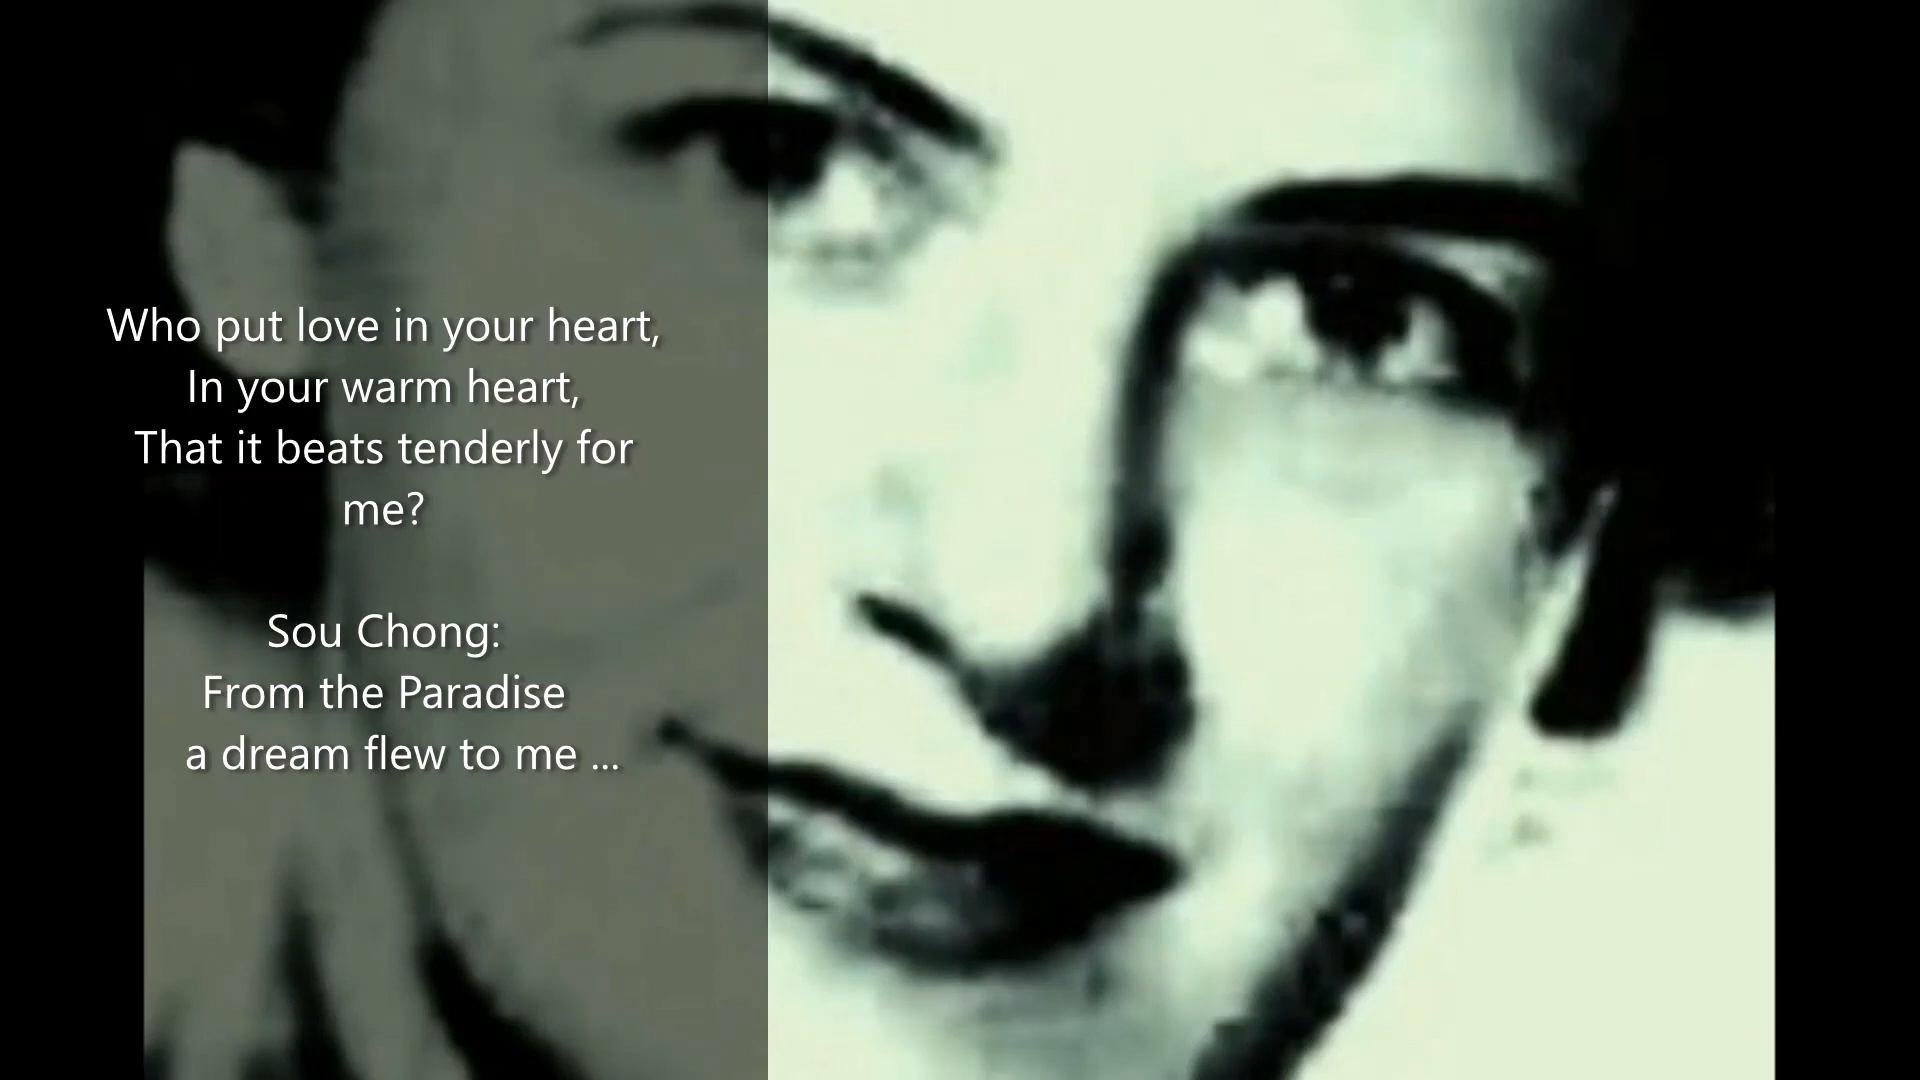 Who put love in your heart,
In your warm heart,
That it beats tenderly for
me?
Sou Chong:
From the Paradise
a dream flew to me ...